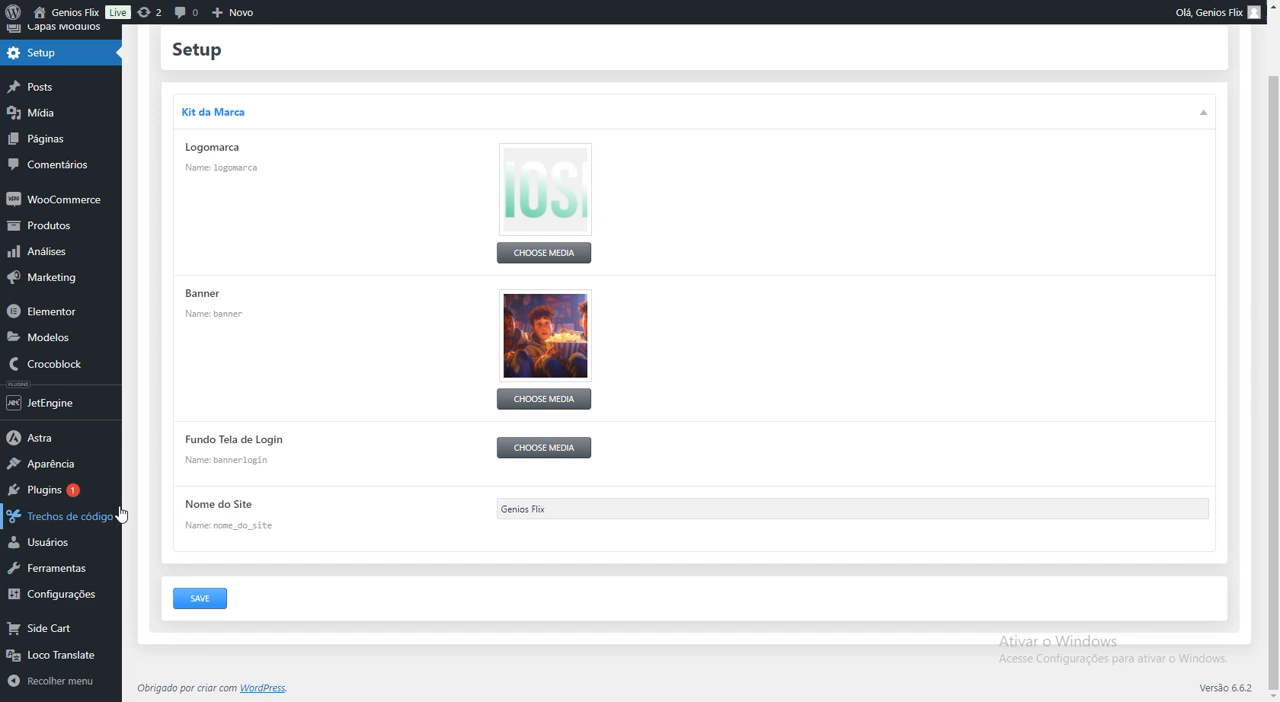 Genios Flix Live 2 0 Novo Olá, Genios Flix
Capas Modulos
Setup
Posts
Mídia
Páginas
Comentários
WooCommerce
Produtos
Análises
Marketing
Elementor
Modelos
Crocoblock
PLUGINS
JetEngine
Astra
Aparência
Plugins 1
Trechos de código
Usuários
Ferramentas
Configurações
Side Cart
Loco Translate
Recolher menu
Setup
Kit da Marca
Logomarca
Name: logomarca
IOSI
CHOOSE MEDIA
Banner
Name: banner
CHOOSE MEDIA
Fundo Tela de Login
Name: bannerlogin
CHOOSE MEDIA
Nome do Site
Name: nome_do_site
Genios Flix
SAVE
Ativar o Windows
Acesse Configurações para ativar o Windows.
Obrigado por criar com WordPress.
Versão 6.6.2